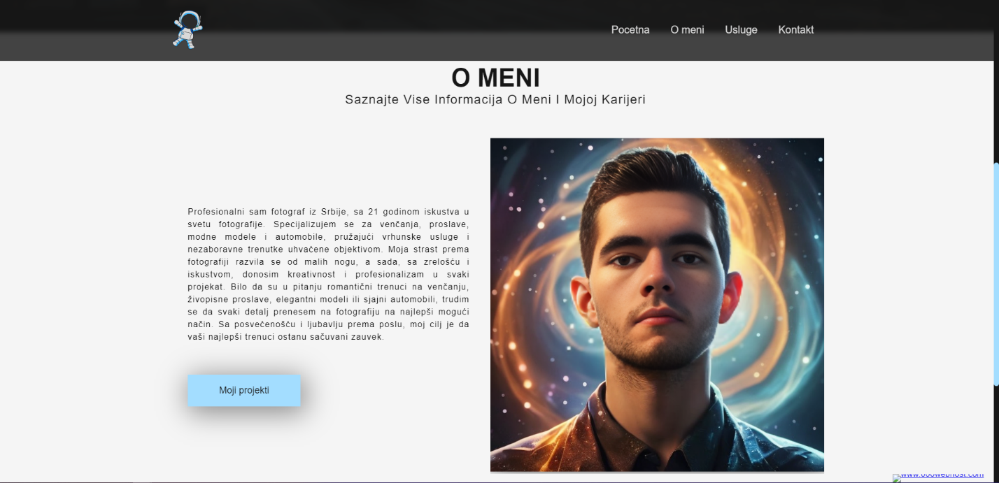 Pocetna O meni Usluge Kontakt
O MENI
Saznajte Vise Informacija O Meni I Mojoj Karijeri
Profesionalni sam fotograf iz Srbije, sa 21 godinom iskustva u
svetu fotografije. Specijalizujem se za venčanja, proslave,
modne modele i automobile, pružajući vrhunske usluge i
nezaboravne trenutke uhvaćene objektivom. Moja strast prema
fotografiji razvila se od malih nogu, a sada, sa zrelošću i
iskustvom, donosim kreativnost i profesionalizam u svaki
projekat. Bilo da su u pitanju romantični trenuci na venčanju,
živopisne proslave, elegantni modeli ili sjajni automobili, trudim
se da svaki detalj prenesem na fotografiju na najlepši mogući
način. Sa posvećenošću i ljubavlju prema poslu, moj cilj je da
vaši najlepši trenuci ostanu sačuvani zauvek.
Moji projekti
www.000webhost.com